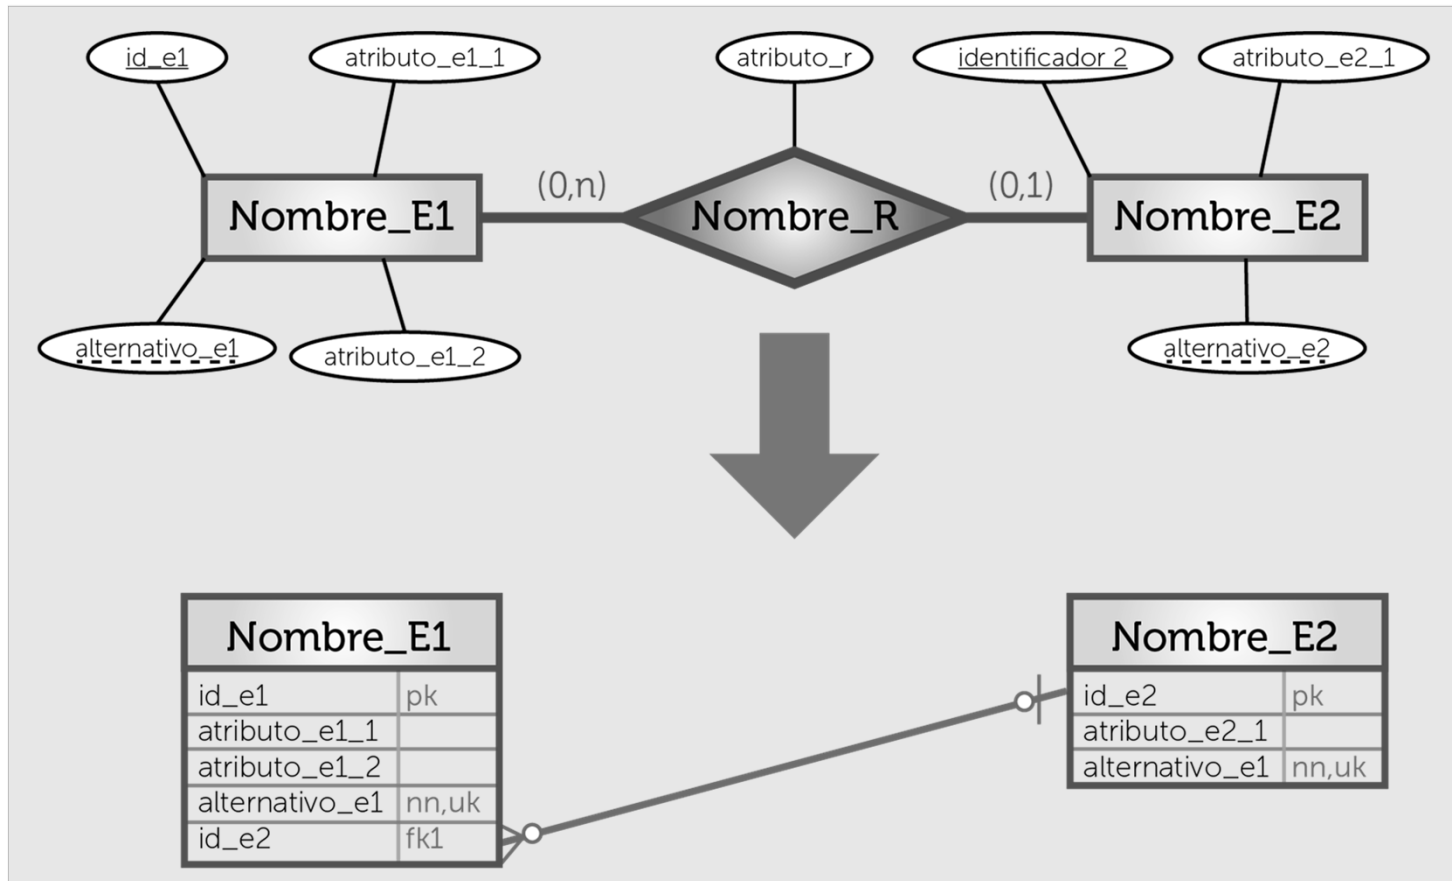 id_e1
atributo_e1_1
atributo_r
identificador 2
atributo_e2_1
(0,n)
(0,1)
Nombre_E1
Nombre_R
Nombre_E2
alternativo_e1
atributo_e1_2
alternativo_e2
Nombre_E1
id_e1 pk
atributo_e1_1
atributo_e1_2
alternativo_e1 nn,uk
id_e2 fk1
Nombre_E2
id_e2 pk
atributo_e2_1
alternativo_e1 nn,uk